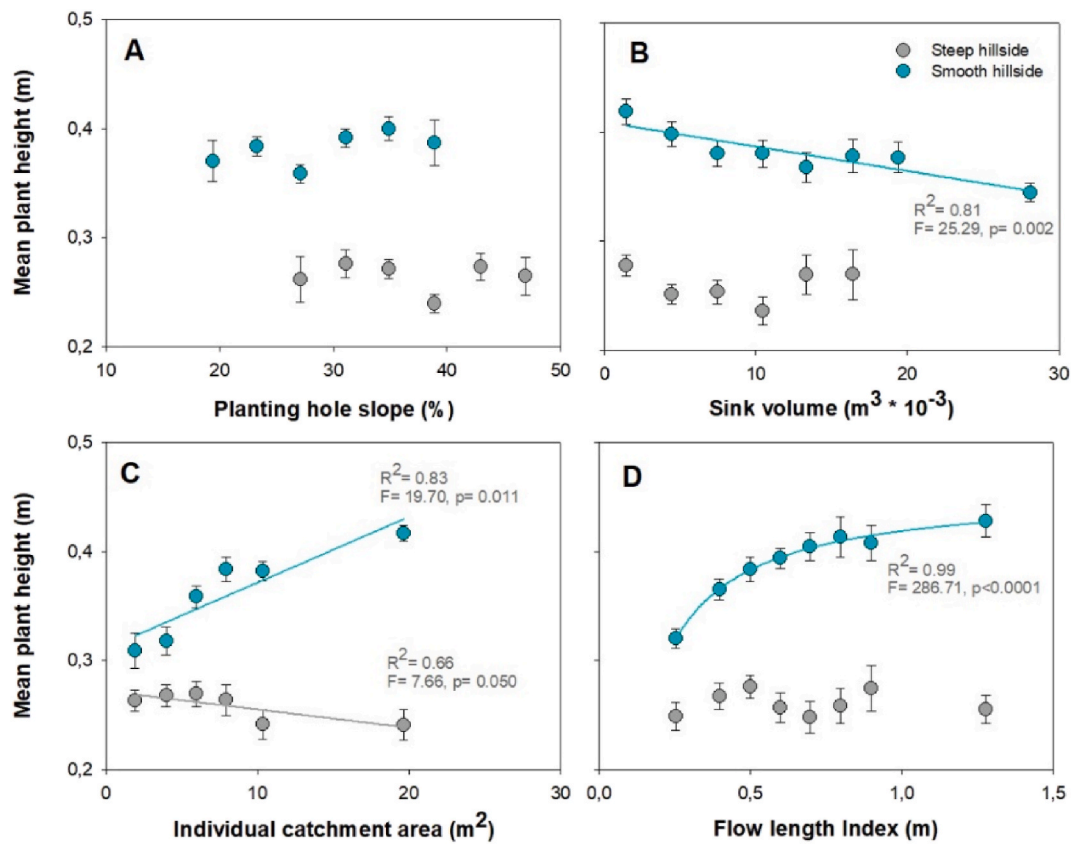 A
Mean plant height (m)
0,5
0,4
0,3
0,2
10
20
30
40
50
Planting hole slope (%)
B
Steep hillside
Smooth hillside
R²= 0.81
F= 25.29, p= 0.002
0
10
20
30
Sink volume (m³ * 10⁻³)
C
Mean plant height (m)
0,5
0,4
0,3
0,2
R²= 0.83
F= 19.70, p= 0.011
R²= 0.66
F= 7.66, p= 0.050
0
10
20
30
Individual catchment area (m²)
D
R²= 0.99
F= 286.71, p<0.0001
0,0
0,5
1,0
1,5
Flow length Index (m)